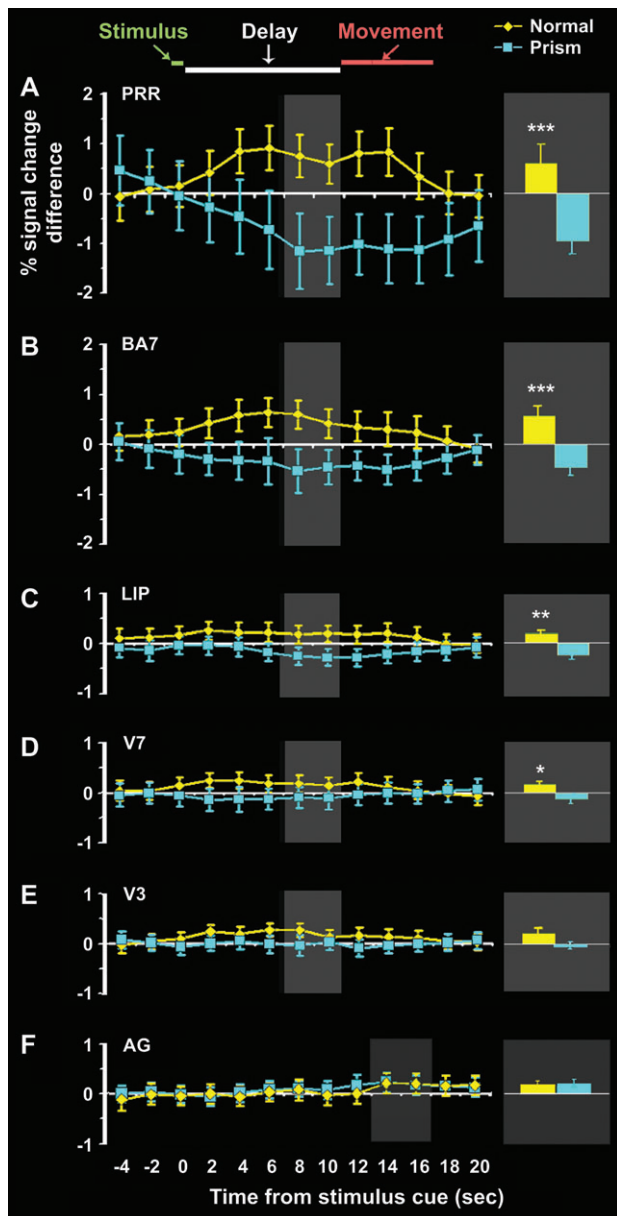 Stimulus Delay Movement
Normal
Prism
A
PRR
2
1
0
-1
-2
% signal change
difference
***
B
BA7
2
1
0
-1
-2
***
C
LIP
1
0
-1
**
D
V7
1
0
-1
*
E
V3
1
0
-1
F
AG
1
0
-1
-4 -2 0 2 4 6 8 10 12 14 16 18 20
Time from stimulus cue (sec)